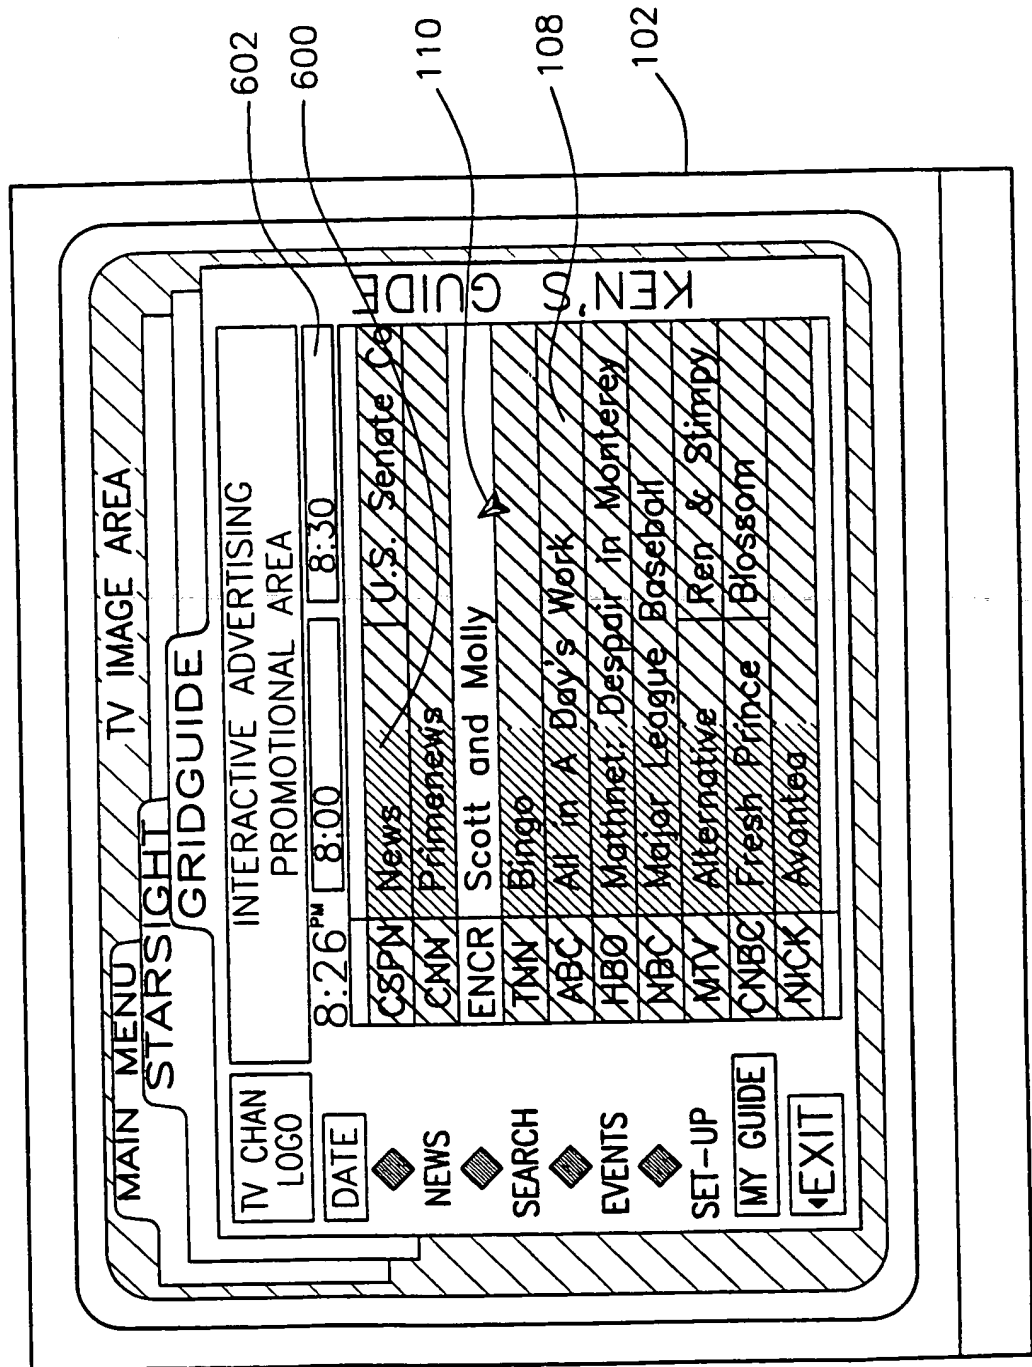 MAIN MENU TV IMAGE AREA
STARSIGHT
GRIDGUIDE
TV CHAN LOGO
INTERACTIVE ADVERTISING
PROMOTIONAL AREA
DATE
8:26 PM 8:00 8:30
CSPN News U.S. Senate Co
CNN Primenews
ENCR Scott and Molly
TNN Bingo
ABC All in A Day's Work
HBO Mathnet: Despair in Monterey
NBC Major League Baseball
MTV Alternative Ren & Stimpy
CNBC Fresh Prince Blossom
NICK Avontea
NEWS
SEARCH
EVENTS
SET-UP
MY GUIDE
EXIT
KEN'S GUIDE
602
600
110
108
102